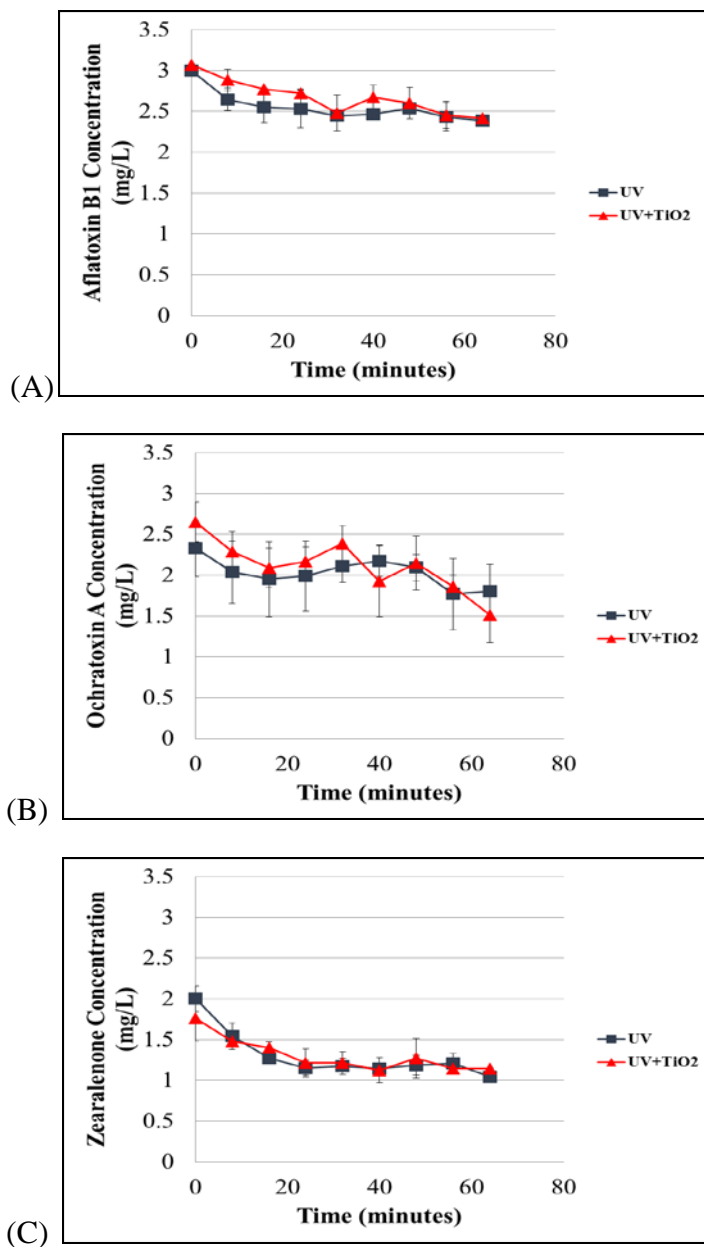 3.5
3
2.5
2
1.5
1
0.5
0
Aflatoxin B1 Concentration
(mg/L)
0 20 40 60 80
Time (minutes)
UV
UV+TiO2
(A)
3.5
3
2.5
2
1.5
1
0.5
0
Ochratoxin A Concentration
(mg/L)
0 20 40 60 80
Time (minutes)
UV
UV+TiO2
(B)
3.5
3
2.5
2
1.5
1
0.5
0
Zearalenone Concentration
(mg/L)
0 20 40 60 80
Time (minutes)
UV
UV+TiO2
(C)